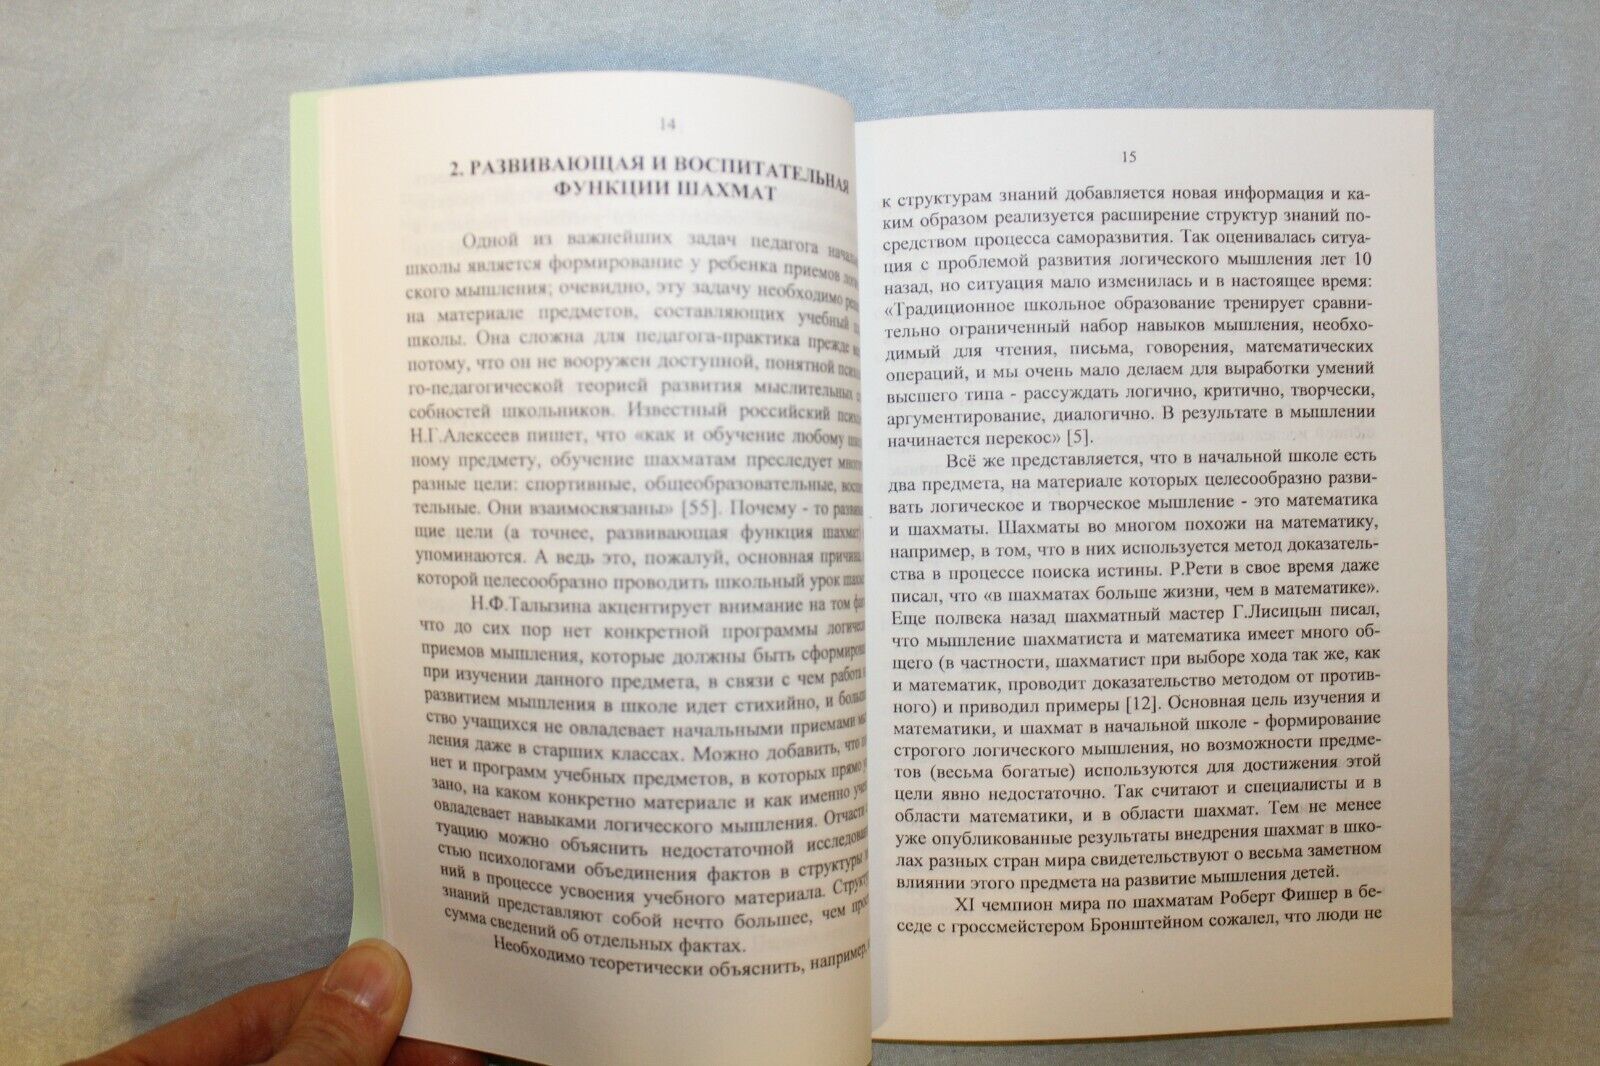 14
2. РАЗВИВАЮЩАЯ И ВОСПИТАТЕЛЬНАЯ
ФУНКЦИИ ШАХМАТ
Одной из важнейших задач педагога
школы является формирование у ребенка приемов
ского мышления; очевидно, эту задачу необходимо
на материале предметов, составляющих учебный
школы. Она сложна для педагога-практика прежде
потому, что он не вооружен доступной, понятной
го-педагогической теорией развития мыслительных
собностей школьников. Известный российский
Н.Г.Алексеев пишет, что «как и обучение любому
ному предмету, обучение шахматам преследует
разные цели: спортивные, общеобразовательные,
тельные. Они взаимосвязаны» [55]. Почему - то
щие цели (а точнее, развивающая функция шахмат)
упоминаются. А ведь это, пожалуй, основная причина
которой целесообразно проводить школьный урок
Н.Ф.Талызина акцентирует внимание на том
что до сих пор нет конкретной программы
приемов мышления, которые должны быть
при изучении данного предмета, в связи с чем работа
развитием мышления в школе идет стихийно, и
ство учащихся не овладевает начальными приемами
ления даже в старших классах. Можно добавить, что
нет и программ учебных предметов, в которых прямо
зано, на каком конкретно материале и как именно
овладевает навыками логического мышления. Отчасти
туацию можно объяснить недостаточной
стью психологами объединения фактов в структуры
ний в процессе усвоения учебного материала.
знаний представляют собой нечто большее, чем
сумма сведений об отдельных фактах.
Необходимо теоретически объяснить, например,
15
к структурам знаний добавляется новая информация и ка-
ким образом реализуется расширение структур знаний по-
средством процесса саморазвития. Так оценивалась ситуа-
ция с проблемой развития логического мышления лет 10
назад, но ситуация мало изменилась и в настоящее время:
«Традиционное школьное образование тренирует сравни-
тельно ограниченный набор навыков мышления, необхо-
димый для чтения, письма, говорения, математических
операций, и мы очень мало делаем для выработки умений
высшего типа - рассуждать логично, критично, творчески,
аргументирование, диалогично. В результате в мышлении
начинается перекос» [5].
Всё же представляется, что в начальной школе есть
два предмета, на материале которых целесообразно разви-
вать логическое и творческое мышление - это математика
и шахматы. Шахматы во многом похожи на математику,
например, в том, что в них используется метод доказатель-
ства в процессе поиска истины. Р.Рети в свое время даже
писал, что «в шахматах больше жизни, чем в математике».
Еще полвека назад шахматный мастер Г.Лисицын писал,
что мышление шахматиста и математика имеет много об-
щего (в частности, шахматист при выборе хода так же, как
и математик, проводит доказательство методом от против-
ного) и приводил примеры [12]. Основная цель изучения и
математики, и шахмат в начальной школе - формирование
строгого логического мышления, но возможности предме-
тов (весьма богатые) используются для достижения этой
цели явно недостаточно. Так считают и специалисты и в
области математики, и в области шахмат. Тем не менее
уже опубликованные результаты внедрения шахмат в шко-
лах разных стран мира свидетельствуют о весьма заметном
влиянии этого предмета на развитие мышления детей.
XI чемпион мира по шахматам Роберт Фишер в бе-
седе с гроссмейстером Бронштейном сожалел, что люди не